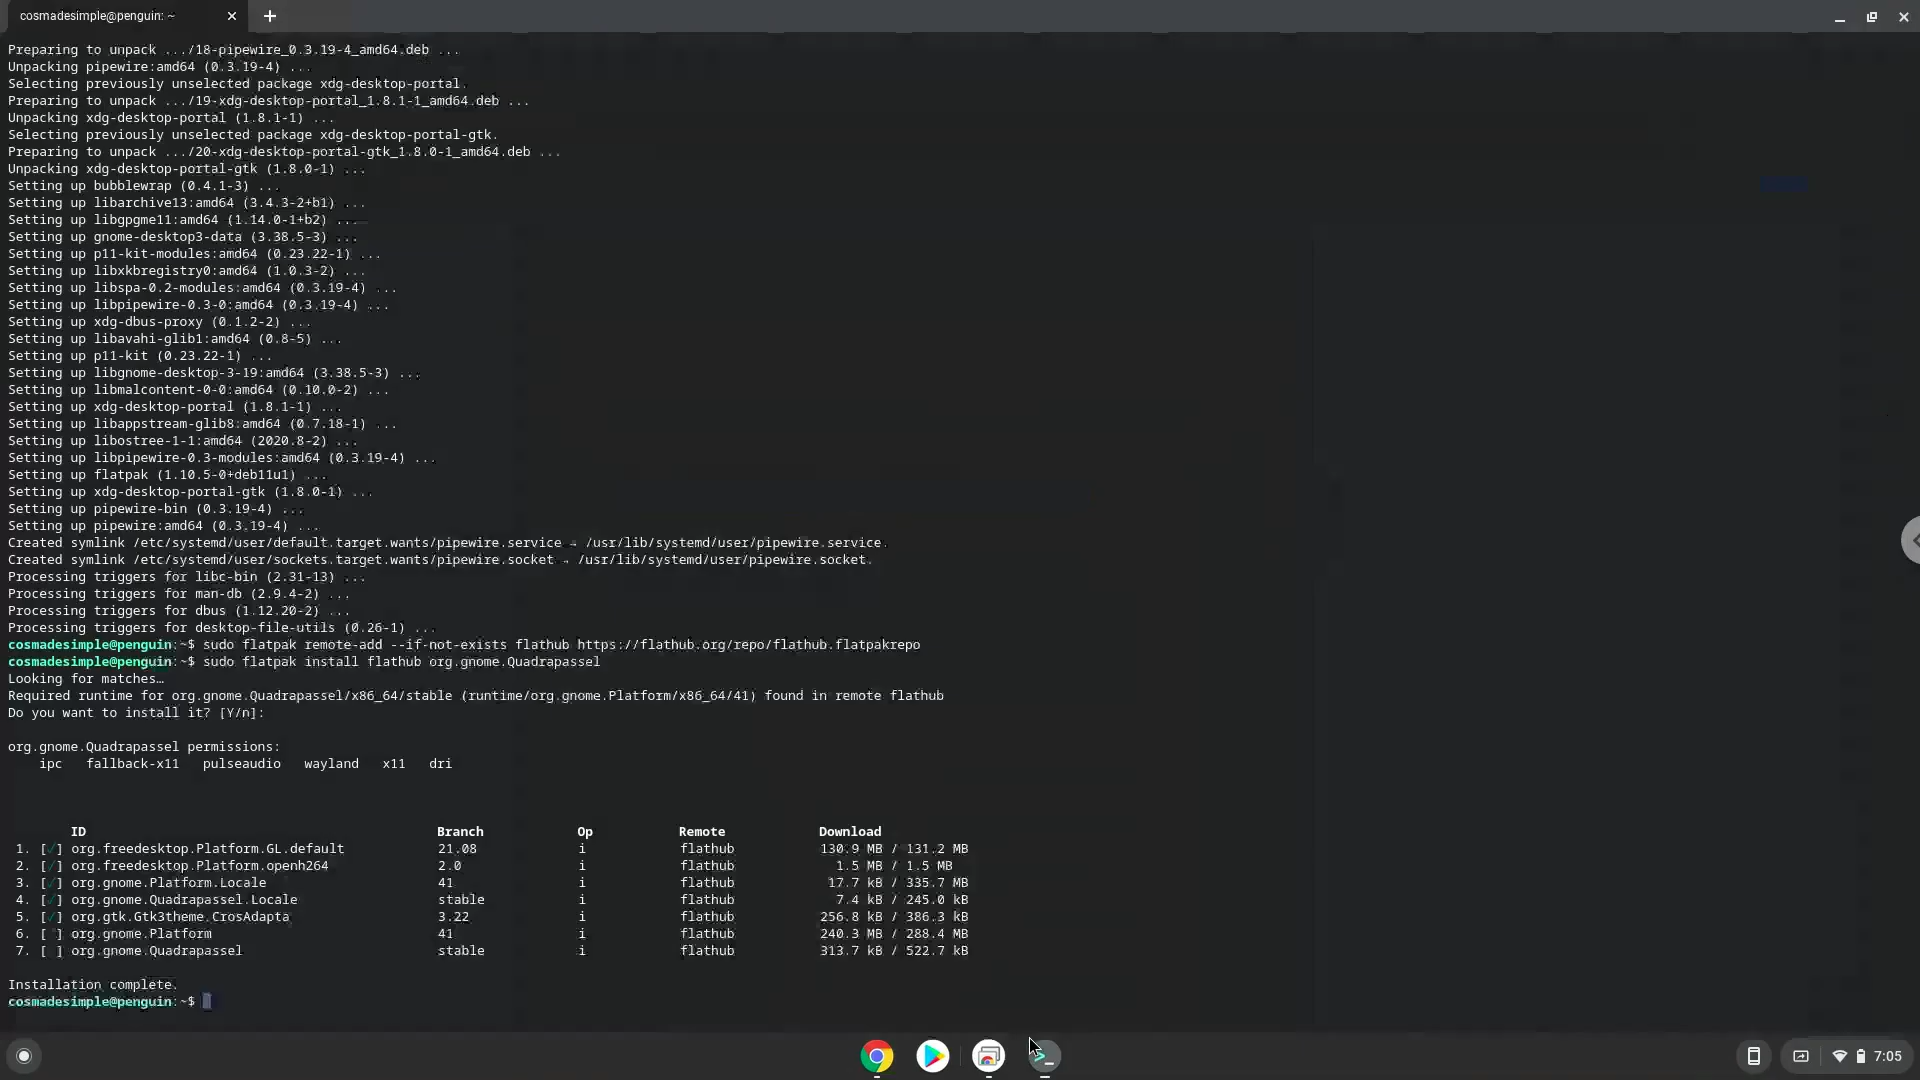 cosmadesimple@penguin: ~
Preparing to unpack .../18-pipewire_0.3.19-4_amd64.deb ...
Unpacking pipewire:amd64 (0.3.19-4) ...
Selecting previously unselected package xdg-desktop-portal.
Preparing to unpack .../19-xdg-desktop-portal_1.8.1-1_amd64.deb ...
Unpacking xdg-desktop-portal (1.8.1-1) ...
Selecting previously unselected package xdg-desktop-portal-gtk.
Preparing to unpack .../20-xdg-desktop-portal-gtk_1.8.0-1_amd64.deb ...
Unpacking xdg-desktop-portal-gtk (1.8.0-1) ...
Setting up bubblewrap (0.4.1-3) ...
Setting up libarchive13:amd64 (3.4.3-2+b1) ...
Setting up libgpgme11:amd64 (1.14.0-1+b2) ...
Setting up gnome-desktop3-data (3.38.5-3) ...
Setting up p11-kit-modules:amd64 (0.23.22-1) ...
Setting up libxkbregistry0:amd64 (1.0.3-2) ...
Setting up libspa-0.2-modules:amd64 (0.3.19-4) ...
Setting up libpipewire-0.3-0:amd64 (0.3.19-4) ...
Setting up xdg-dbus-proxy (0.1.2-2) ...
Setting up libavahi-glib1:amd64 (0.8-5) ...
Setting up p11-kit (0.23.22-1) ...
Setting up libgnome-desktop-3-19:amd64 (3.38.5-3) ...
Setting up libmalcontent-0-0:amd64 (0.10.0-2) ...
Setting up xdg-desktop-portal (1.8.1-1) ...
Setting up libappstream-glib8:amd64 (0.7.18-1) ...
Setting up libostree-1-1:amd64 (2020.8-2) ...
Setting up libpipewire-0.3-modules:amd64 (0.3.19-4) ...
Setting up flatpak (1.10.5-0+deb11u1) ...
Setting up xdg-desktop-portal-gtk (1.8.0-1) ...
Setting up pipewire-bin (0.3.19-4) ...
Setting up pipewire:amd64 (0.3.19-4) ...
Created symlink /etc/systemd/user/default.target.wants/pipewire.service → /usr/lib/systemd/user/pipewire.service.
Created symlink /etc/systemd/user/sockets.target.wants/pipewire.socket → /usr/lib/systemd/user/pipewire.socket.
Processing triggers for libc-bin (2.31-13) ...
Processing triggers for man-db (2.9.4-2) ...
Processing triggers for dbus (1.12.20-2) ...
Processing triggers for desktop-file-utils (0.26-1) ...
cosmadesimple@penguin:~$ sudo flatpak remote-add --if-not-exists flathub https://flathub.org/repo/flathub.flatpakrepo
cosmadesimple@penguin:~$ sudo flatpak install flathub org.gnome.Quadrapassel
Looking for matches…
Required runtime for org.gnome.Quadrapassel/x86_64/stable (runtime/org.gnome.Platform/x86_64/41) found in remote flathub
Do you want to install it? [Y/n]:
org.gnome.Quadrapassel permissions:
ipc fallback-x11 pulseaudio wayland x11 dri
ID Branch Op Remote Download
1. [✓] org.freedesktop.Platform.GL.default 21.08 i flathub 130.9 MB / 131.2 MB
2. [✓] org.freedesktop.Platform.openh264 2.0 i flathub 1.5 MB / 1.5 MB
3. [✓] org.gnome.Platform.Locale 41 i flathub 17.7 kB / 335.7 MB
4. [✓] org.gnome.Quadrapassel.Locale stable i flathub 7.4 kB / 245.0 kB
5. [✓] org.gtk.Gtk3theme.CrosAdapta 3.22 i flathub 256.8 kB / 386.3 kB
6. [ ] org.gnome.Platform 41 i flathub 240.3 MB / 288.4 MB
7. [ ] org.gnome.Quadrapassel stable i flathub 313.7 kB / 522.7 kB
Installation complete.
cosmadesimple@penguin:~$
7:05